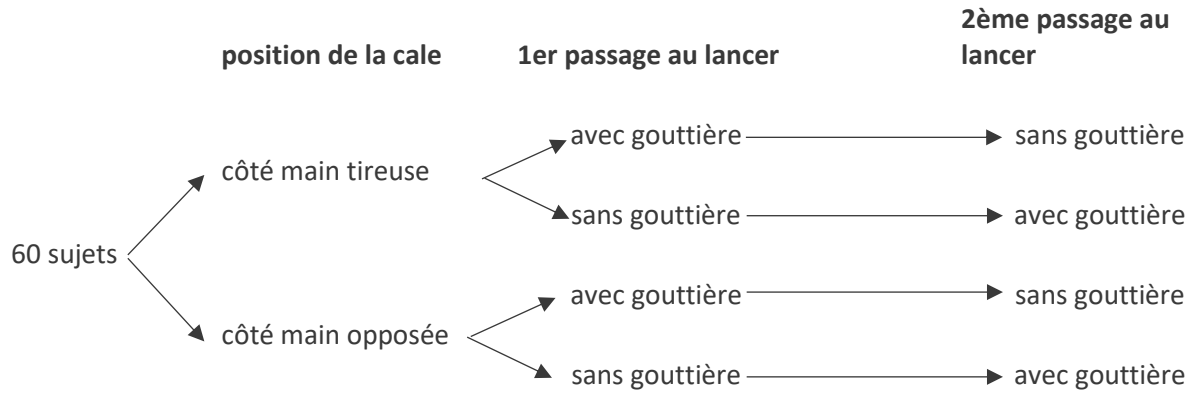 position de la cale 1er passage au lancer 2ème passage au
lancer
avec gouttière sans gouttière
côté main tireuse
sans gouttière avec gouttière
60 sujets
avec gouttière sans gouttière
côté main opposée
sans gouttière avec gouttière